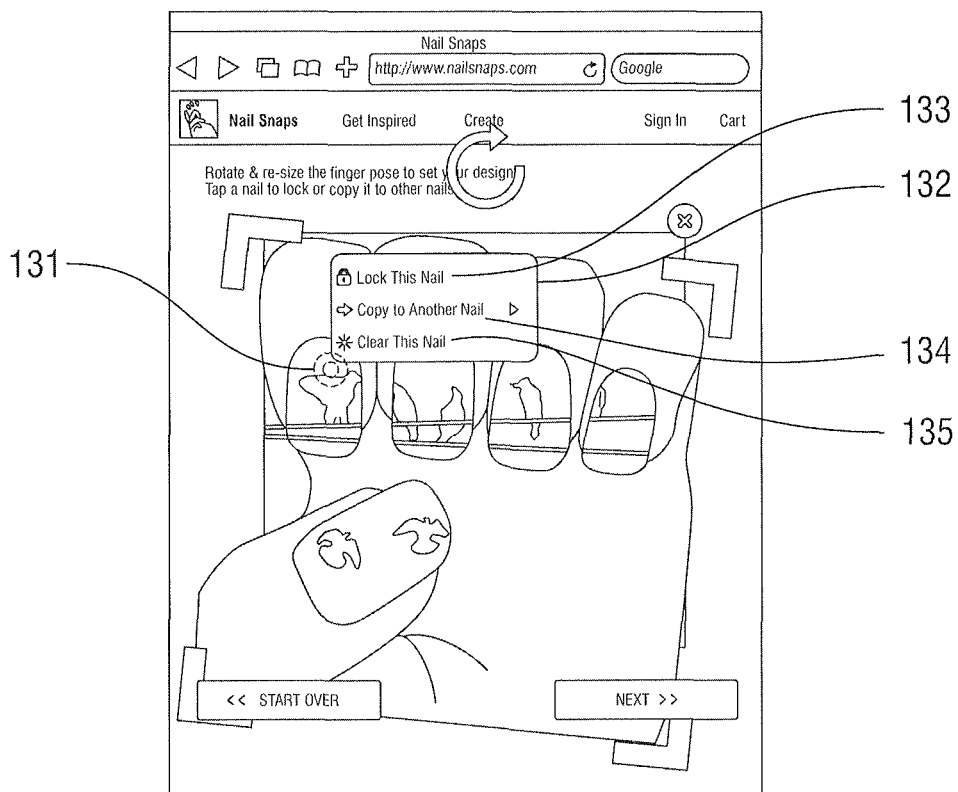 Nail Snaps
http://www.nailsnaps.com
Google
Nail Snaps Get Inspired Create Sign In Cart
Rotate & re-size the finger pose to set your design
Tap a nail to lock or copy it to other nails
Lock This Nail
Copy to Another Nail
Clear This Nail
<< START OVER
NEXT >>
133
132
131
134
135